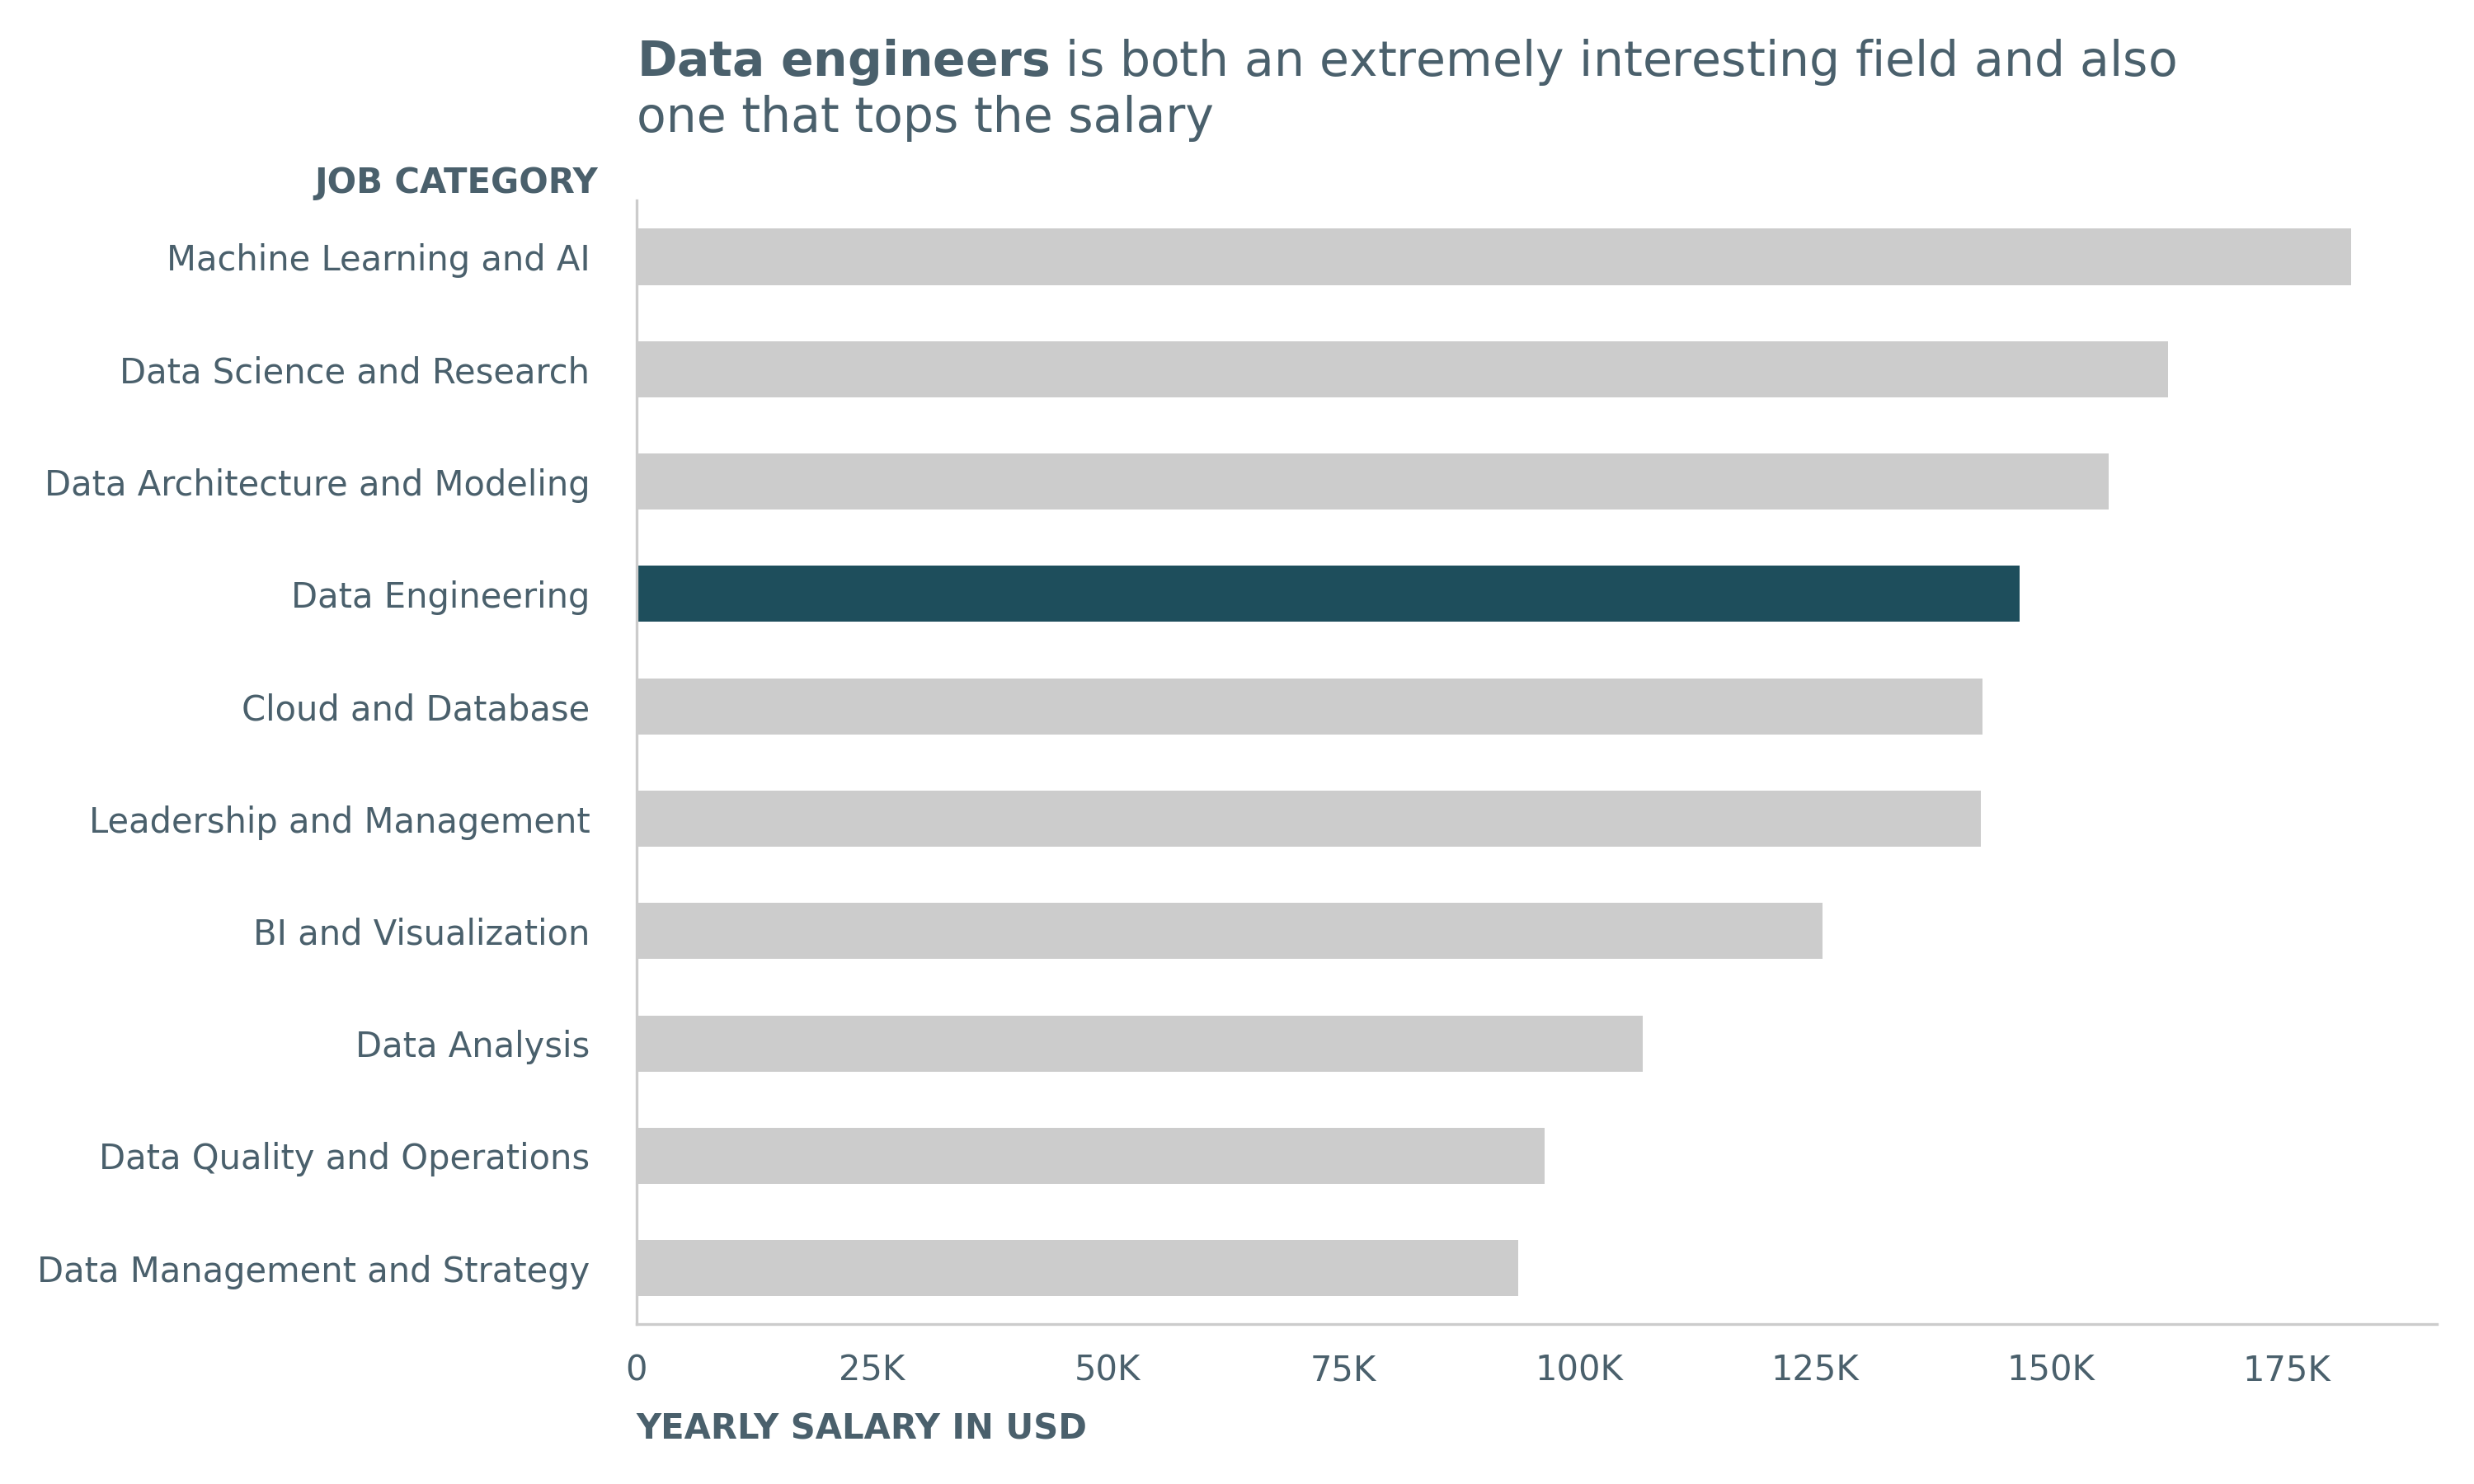 Data engineers is both an extremely interesting field and also
one that tops the salary
JOB CATEGORY
Machine Learning and AI
Data Science and Research
Data Architecture and Modeling
Data Engineering
Cloud and Database
Leadership and Management
BI and Visualization
Data Analysis
Data Quality and Operations
Data Management and Strategy
0 25K 50K 75K 100K 125K 150K 175K
YEARLY SALARY IN USD